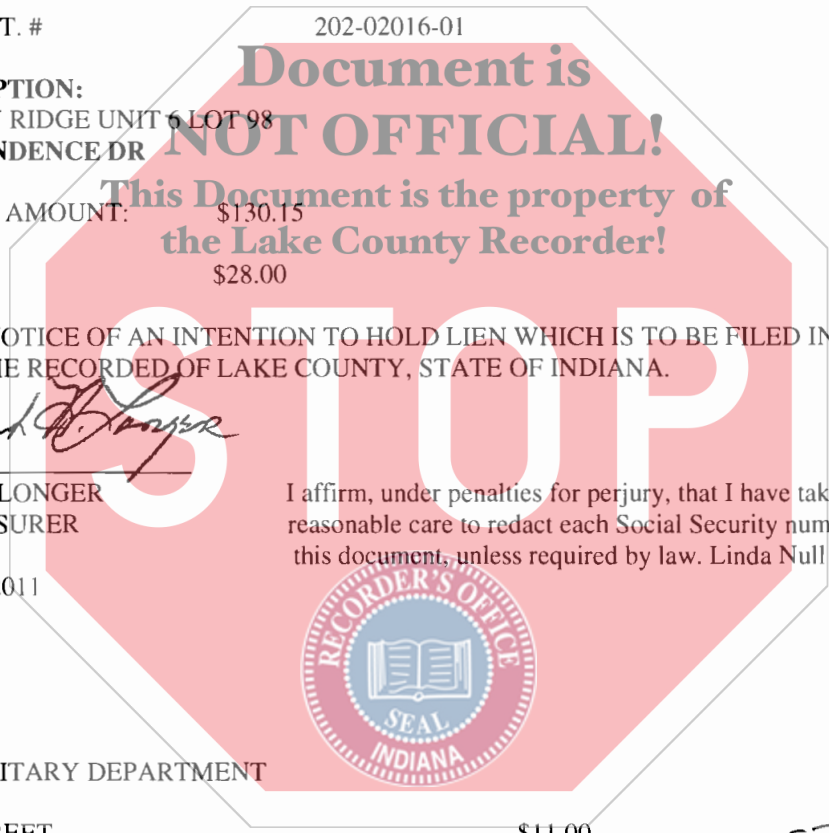 T. # 202-02016-01
Document is
PTION:
RIDGE UNIT 6 LOT 98
NOT OFFICIAL!
NDENCE DR
This Document is the property of
AMOUNT: $130.15
the Lake County Recorder!
$28.00
STOP
OTICE OF AN INTENTION TO HOLD LIEN WHICH IS TO BE FILED IN
E RECORDED OF LAKE COUNTY, STATE OF INDIANA.
LONGER I affirm, under penalties for perjury, that I have tak
SURER reasonable care to redact each Social Security num
this document, unless required by law. Linda Null
011
RECORDER'S OFFICE
SEAL
INDIANA
ITARY DEPARTMENT
REET $11.00